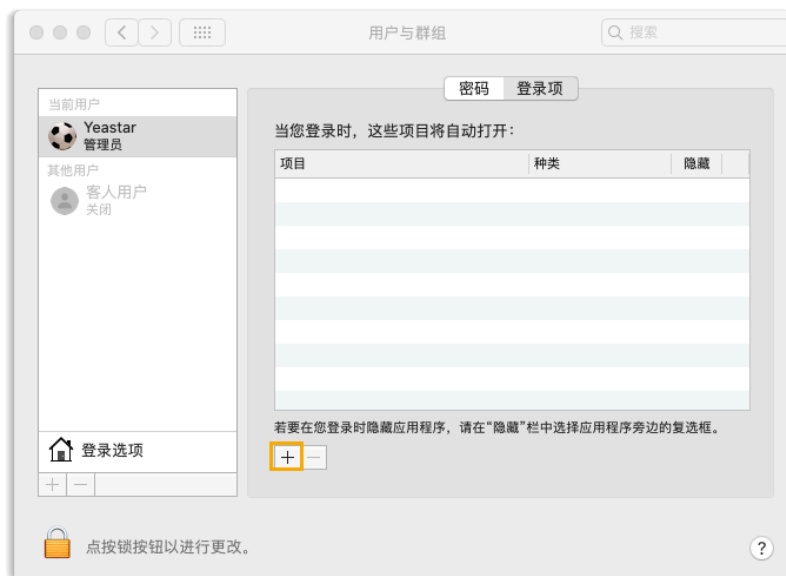 用户与群组
搜索
当前用户
Yeastar
管理员
其他用户
客人用户
关闭
登录选项
密码 登录项
当您登录时，这些项目将自动打开：
项目 种类 隐藏
若要在您登录时隐藏应用程序，请在“隐藏”栏中选择应用程序旁边的复选框。
点按锁按钮以进行更改。
?